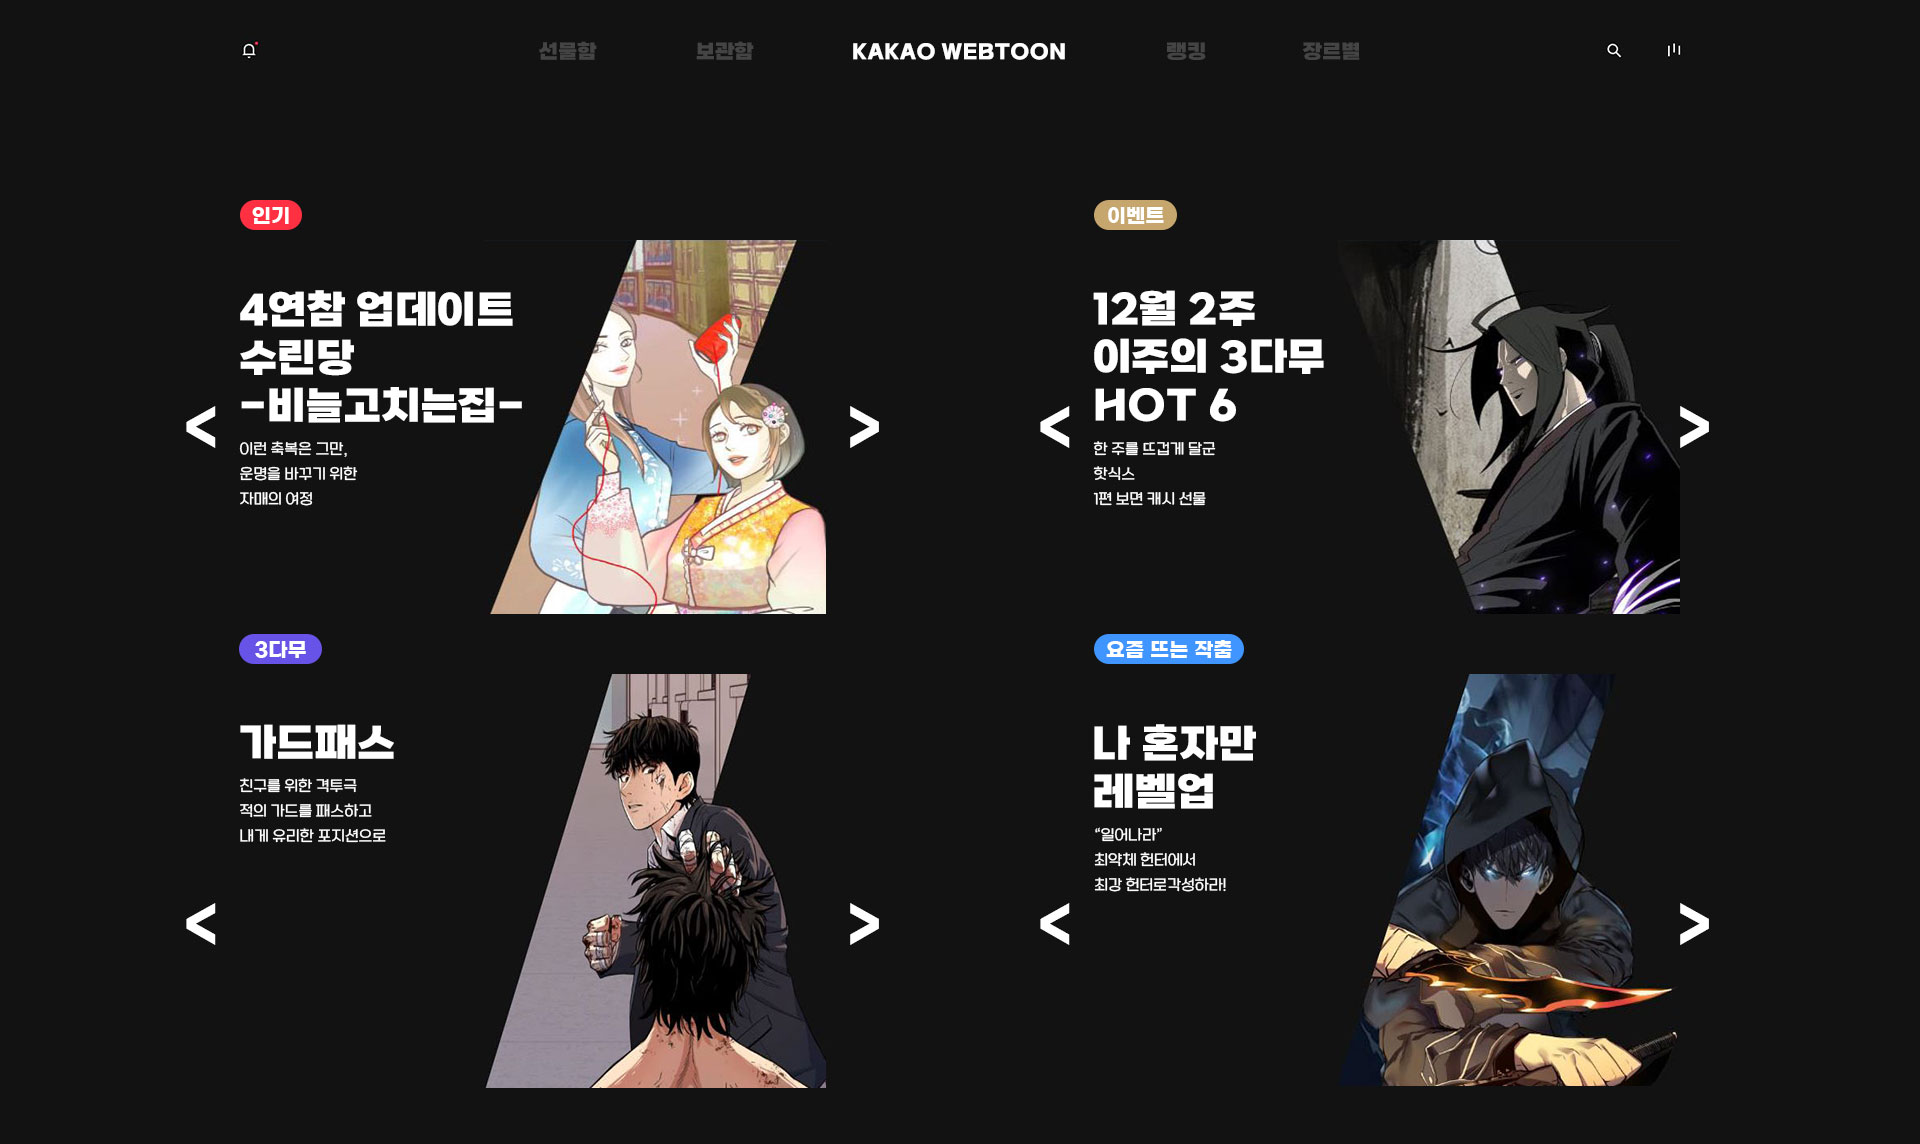 선물함
보관함
KAKAO WEBTOON
랭킹
장르별
인기
4연참 업데이트
수린당
-비늘고치는집-
이런 축복은 그만,
운명을 바꾸기 위한
자매의 여정
<
>
이벤트
12월 2주
이주의 3다무
HOT 6
한 주를 뜨겁게 달군
핫식스
1편 보면 캐시 선물
<
>
3다무
가드패스
친구를 위한 격투극
적의 가드를 패스하고
내게 유리한 포지션으로
<
>
요즘 뜨는 작춤
나 혼자만
레벨업
“일어나라”
최약체 헌터에서
최강 헌터로각성하라!
<
>